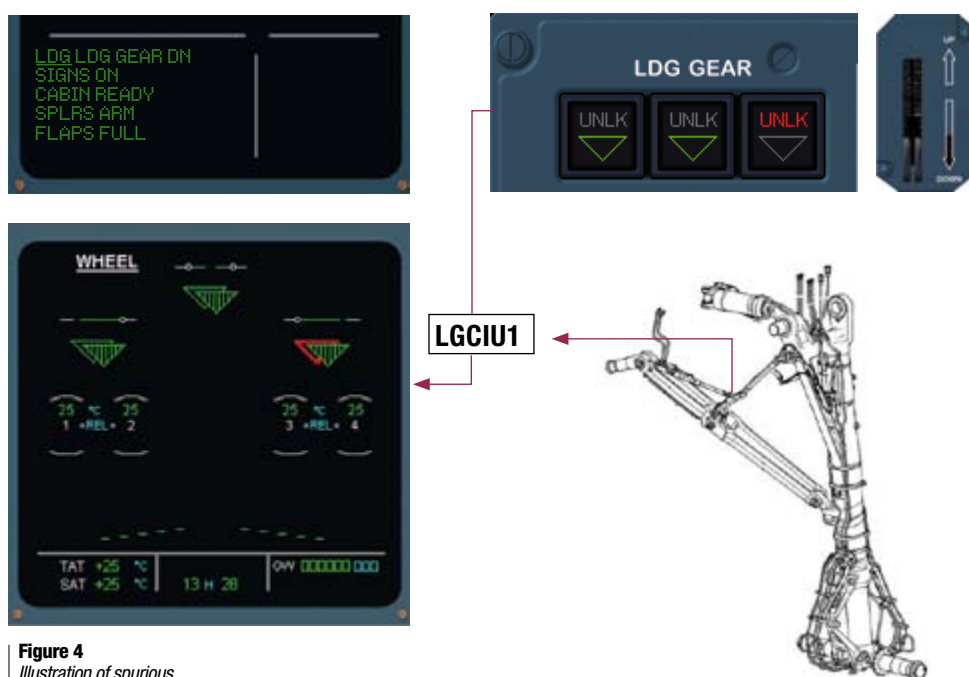 LDG LDG GEAR DN
SIGNS ON
CABIN READY
SPLRS ARM
FLAPS FULL
LDG GEAR
UNLK UNLK UNLK
UP
DOWN
WHEEL
25 °C 25
1 •REL• 2
25 °C 25
3 •REL• 4
TAT +25 °C
SAT +25 °C
13 H 28
GW
LGCIU1
Figure 4
Illustration of spurious